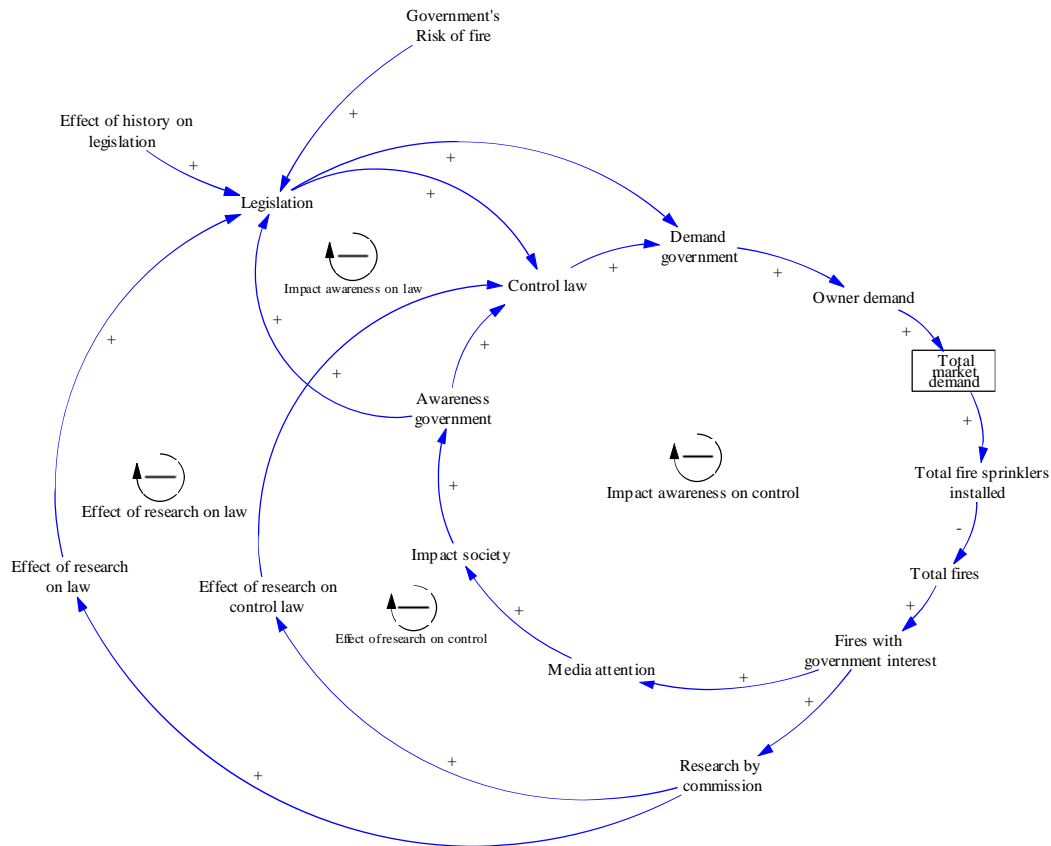 Government's
Risk of fire
+
Effect of history on
legislation
+
+
+
Legislation
Demand
government
+
+
Impact awareness on law
Control law
Owner demand
+
+
+
+
+
Total
market
demand
Awareness
government
+
Total fire sprinklers
installed
Impact awareness on control
+
Effect of research on law
-
Impact society
Effect of research
on law
Total fires
Effect of research on
control law
+
+
Effect of research on control
Fires with
government interest
Media attention
+
+
+
Research by
commission
+
+